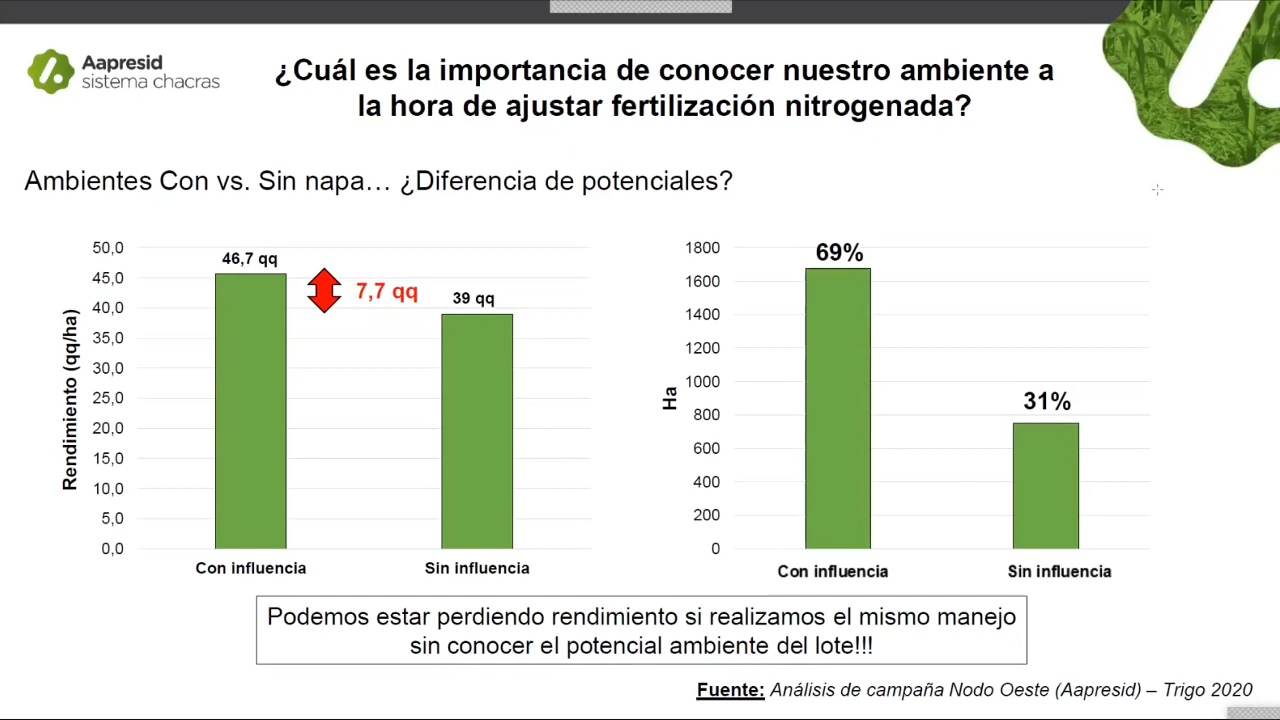 Aapresid
sistema chacras
¿Cuál es la importancia de conocer nuestro ambiente a
la hora de ajustar fertilización nitrogenada?
Ambientes Con vs. Sin napa… ¿Diferencia de potenciales?
Rendimiento (qq/ha)
50,0
45,0
40,0
35,0
30,0
25,0
20,0
15,0
10,0
5,0
0,0
46,7 qq
7,7 qq
39 qq
Con influencia
Sin influencia
Ha
1800
1600
1400
1200
1000
800
600
400
200
0
69%
31%
Con influencia
Sin influencia
Podemos estar perdiendo rendimiento si realizamos el mismo manejo
sin conocer el potencial ambiente del lote!!!
Fuente: Análisis de campaña Nodo Oeste (Aapresid) – Trigo 2020